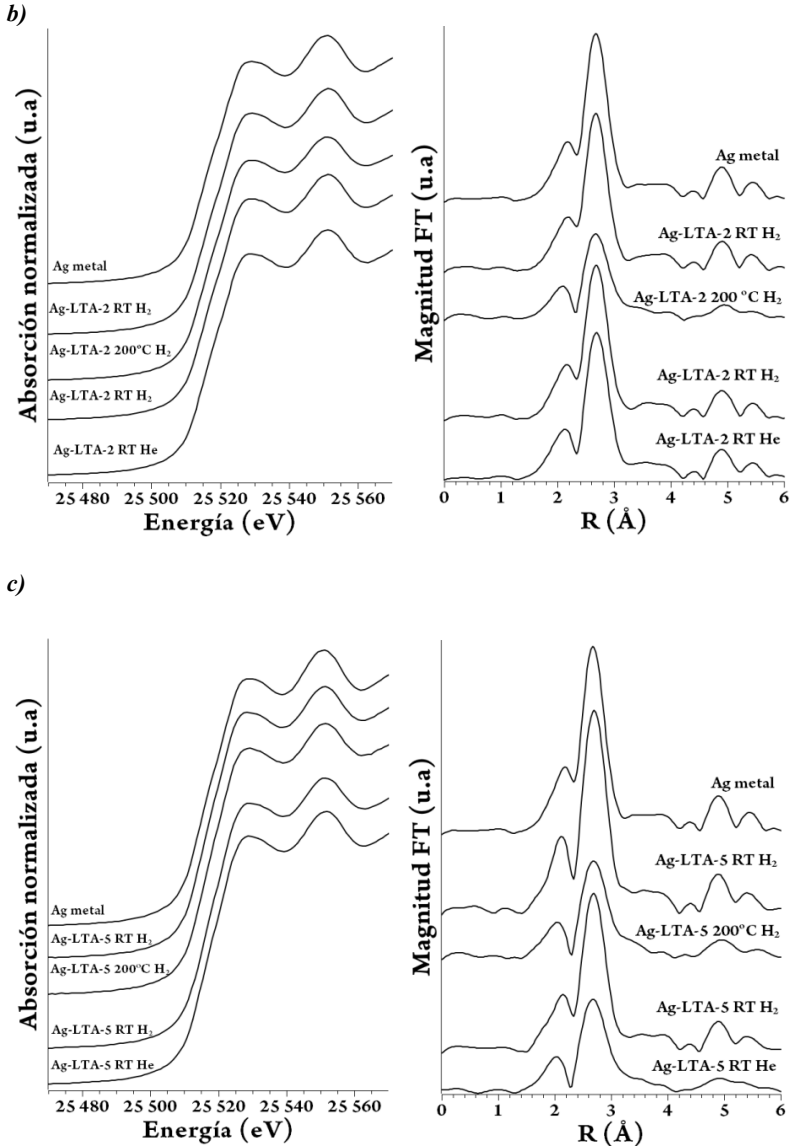 b)
Absorción normalizada (u.a)
Ag metal
Ag-LTA-2 RT H₂
Ag-LTA-2 200ºC H₂
Ag-LTA-2 RT H₂
Ag-LTA-2 RT He
25 480 25 500 25 520 25 540 25 560
Energía (eV)
Magnitud FT (u.a)
Ag metal
Ag-LTA-2 RT H₂
Ag-LTA-2 200 ºC H₂
Ag-LTA-2 RT H₂
Ag-LTA-2 RT He
0 1 2 3 4 5 6
R (Å)
c)
Absorción normalizada (u.a)
Ag metal
Ag-LTA-5 RT H₂
Ag-LTA-5 200ºC H₂
Ag-LTA-5 RT H₂
Ag-LTA-5 RT He
25 480 25 500 25 520 25 540 25 560
Energía (eV)
Magnitud FT (u.a)
Ag metal
Ag-LTA-5 RT H₂
Ag-LTA-5 200ºC H₂
Ag-LTA-5 RT H₂
Ag-LTA-5 RT He
0 1 2 3 4 5 6
R (Å)